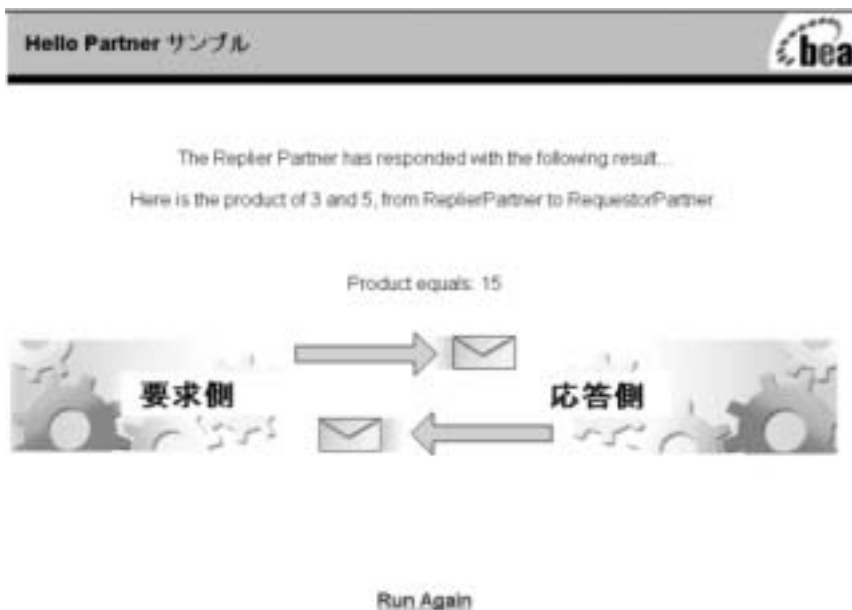 Hello Partner サンプル
bea
The Replier Partner has responded with the following result...
Here is the product of 3 and 5, from ReplierPartner to RequestorPartner.
Product equals: 15
要求側
応答側
Run Again